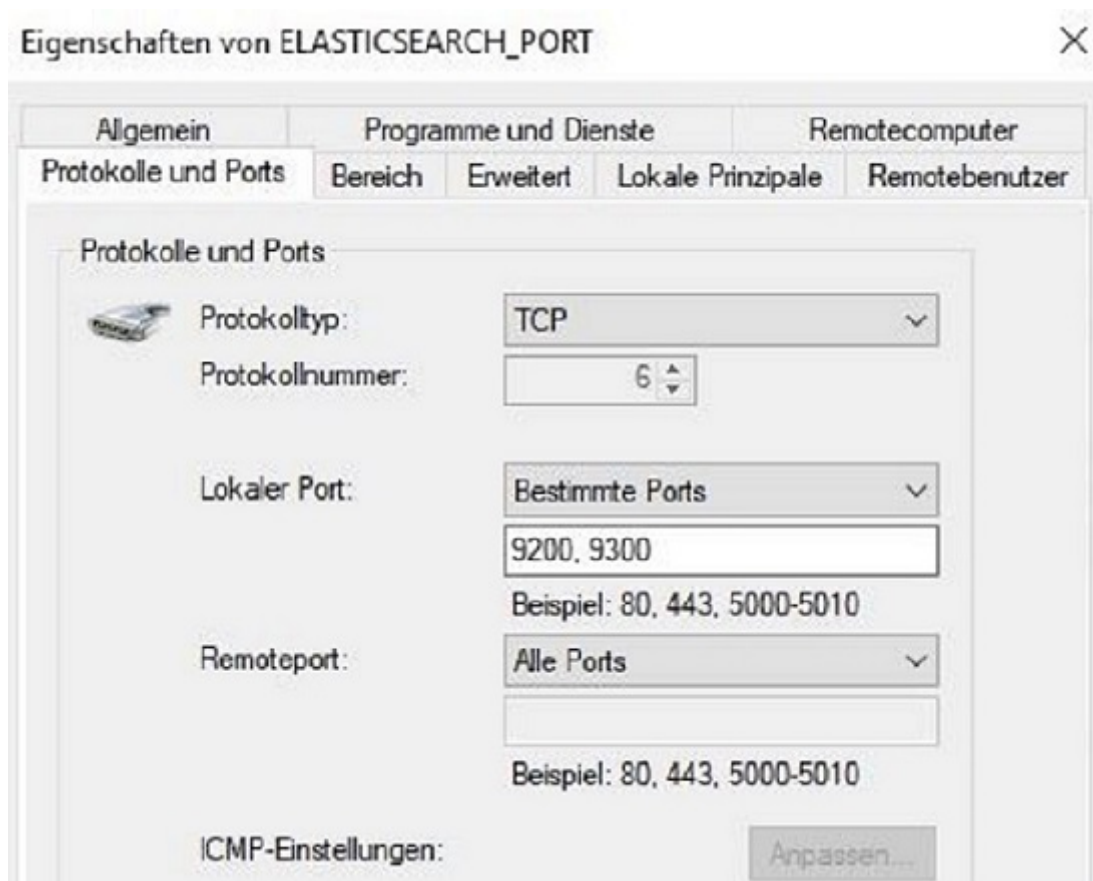 Eigenschaften von ELASTICSEARCH_PORT
Allgemein Programme und Dienste Remotecomputer
Protokolle und Ports Bereich Erweitert Lokale Prinzipale Remotebenutzer
Protokolle und Ports
Protokolltyp: TCP
Protokollnummer: 6
Lokaler Port: Bestimmte Ports
9200, 9300
Beispiel: 80, 443, 5000-5010
Remoteport: Alle Ports
Beispiel: 80, 443, 5000-5010
ICMP-Einstellungen: Anpassen...